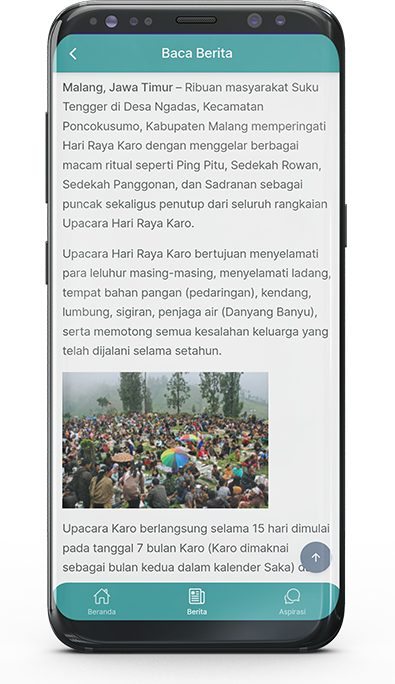 Baca Berita
Malang, Jawa Timur – Ribuan masyarakat Suku
Tengger di Desa Ngadas, Kecamatan
Poncokusumo, Kabupaten Malang memperingati
Hari Raya Karo dengan menggelar berbagai
macam ritual seperti Ping Pitu, Sedekah Rowan,
Sedekah Panggonan, dan Sadranan sebagai
puncak sekaligus penutup dari seluruh rangkaian
Upacara Hari Raya Karo.
Upacara Hari Raya Karo bertujuan menyelamati
para leluhur masing-masing, menyelamati ladang,
tempat bahan pangan (pedaringan), kendang,
lumbung, sigiran, penjaga air (Danyang Banyu),
serta memotong semua kesalahan keluarga yang
telah dijalani selama setahun.
Upacara Karo berlangsung selama 15 hari dimulai
pada tanggal 7 bulan Karo (Karo dimaknai
sebagai bulan kedua dalam kalender Saka)
Beranda
Berita
Aspirasi